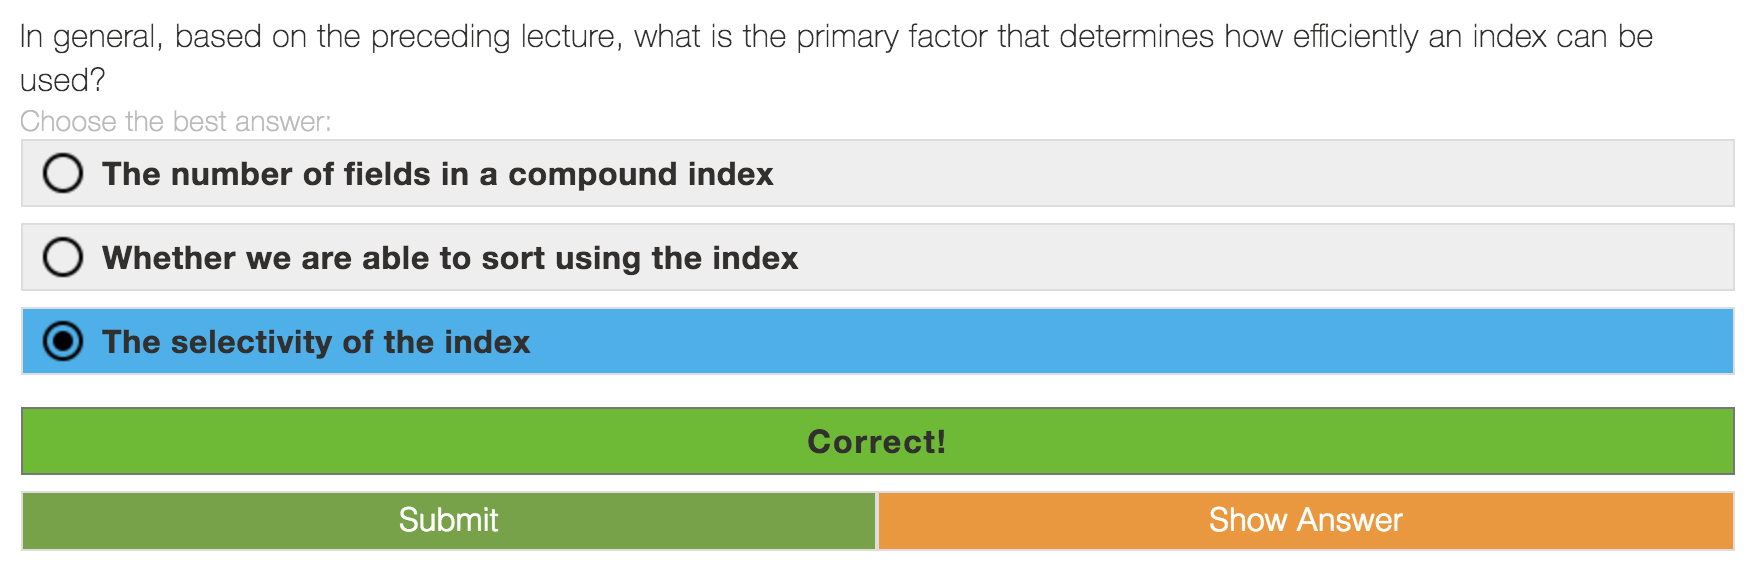 In general, based on the preceding lecture, what is the primary factor that determines how efficiently an index can be
used?
Choose the best answer:
The number of fields in a compound index
Whether we are able to sort using the index
The selectivity of the index
Correct!
Submit
Show Answer